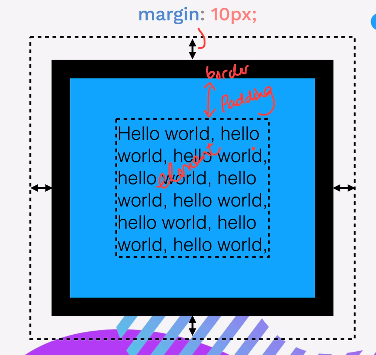 margin: 10px;
border
Padding
Hello world, hello
world, hello world,
hello world, hello
world, hello world,
hello world, hello
world, hello world,
element